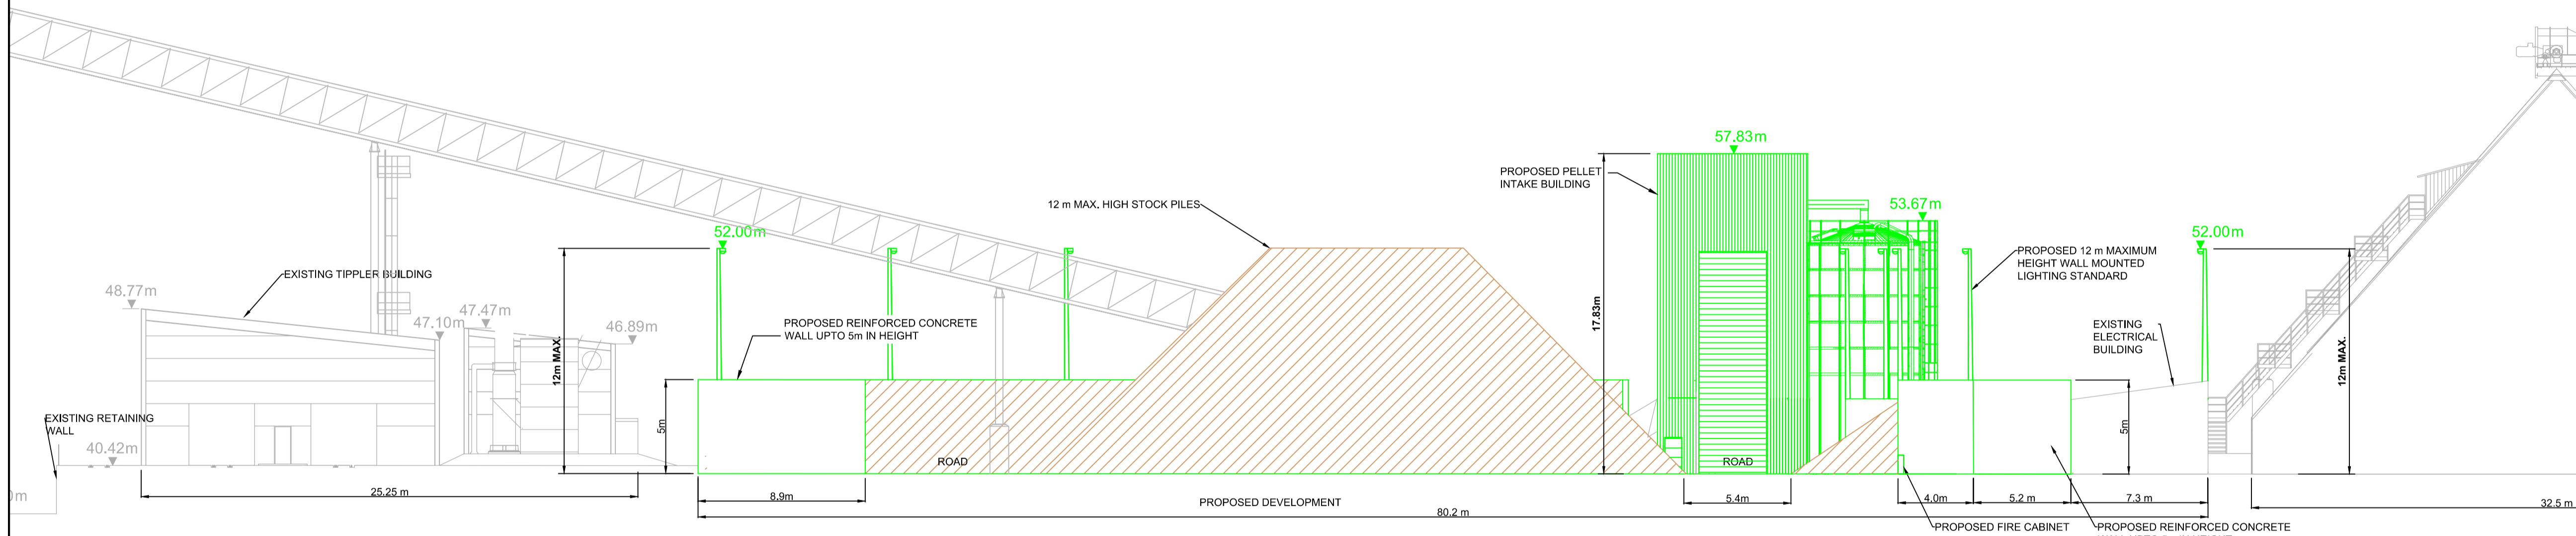 57.83m
PROPOSED PELLET
INTAKE BUILDING
12 m MAX. HIGH STOCK PILES
53.67m
52.00m
52.00m
PROPOSED 12 m MAXIMUM
HEIGHT WALL MOUNTED
LIGHTING STANDARD
EXISTING TIPPLER BUILDING
48.77m
47.47m
47.10m
46.89m
17.83m
PROPOSED REINFORCED CONCRETE
WALL UPTO 5m IN HEIGHT
EXISTING
ELECTRICAL
BUILDING
12m MAX.
12m MAX.
EXISTING RETAINING
WALL
40.42m
5m
5m
ROAD
ROAD
25.25 m
8.9m
PROPOSED DEVELOPMENT
5.4m
4.0m
5.2 m
7.3 m
80.2 m
32.5 m
PROPOSED FIRE CABINET
PROPOSED REINFORCED CONCRETE